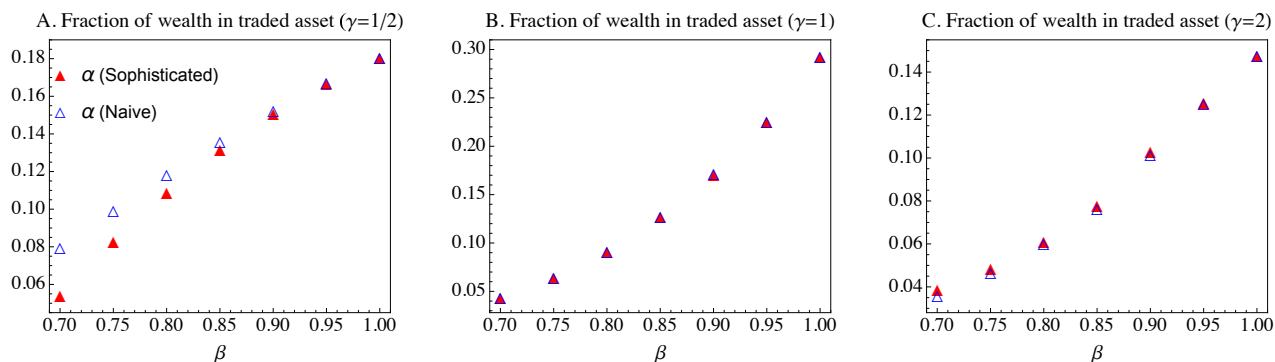 A. Fraction of wealth in traded asset (γ=1/2)
0.18
0.16
0.14
0.12
0.10
0.08
0.06
α (Sophisticated)
α (Naive)
0.70 0.75 0.80 0.85 0.90 0.95 1.00
β
B. Fraction of wealth in traded asset (γ=1)
0.30
0.25
0.20
0.15
0.10
0.05
0.70 0.75 0.80 0.85 0.90 0.95 1.00
β
C. Fraction of wealth in traded asset (γ=2)
0.14
0.12
0.10
0.08
0.06
0.04
0.70 0.75 0.80 0.85 0.90 0.95 1.00
β